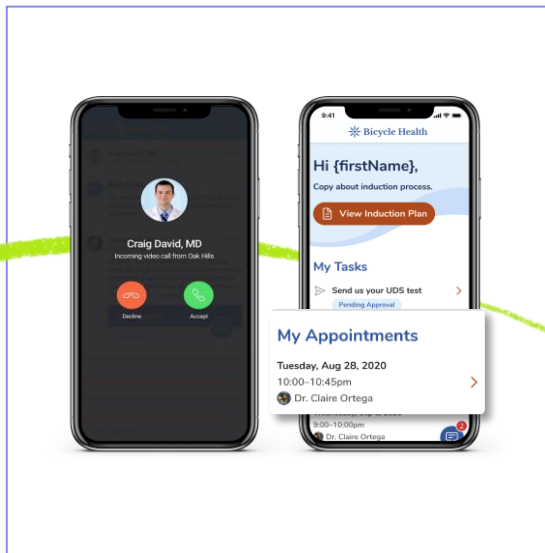 Craig David, MD
Incoming video call from Oak Hills
Decline
Accept
9:41
Bicycle Health
Hi {firstName},
Copy about induction process.
View Induction Plan
My Tasks
Send us your UDS test
Pending Approval
My Appointments
Tuesday, Aug 28, 2020
10:00–10:45pm
Dr. Claire Ortega
9:00–10:00pm
Dr. Claire Ortega
2